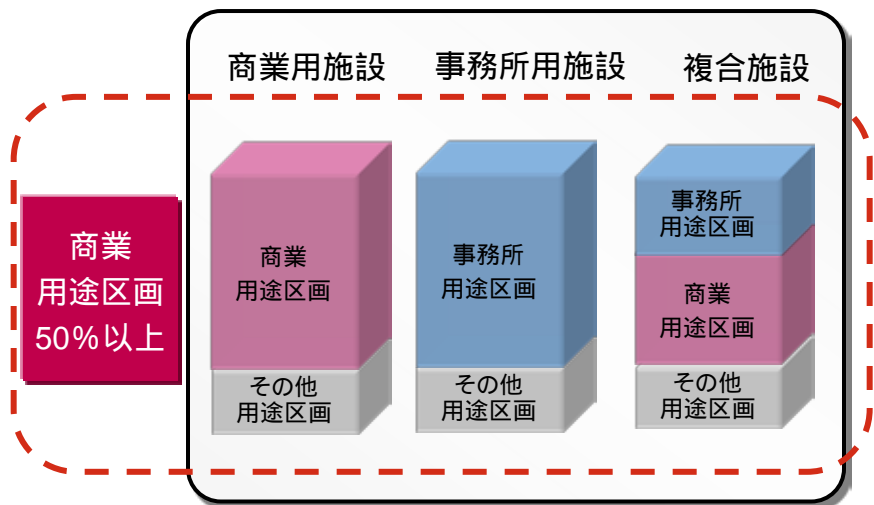 商業用施設
事務所用施設
複合施設
商業
用途区画
50%以上
商業
用途区画
その他
用途区画
事務所
用途区画
その他
用途区画
事務所
用途区画
商業
用途区画
その他
用途区画